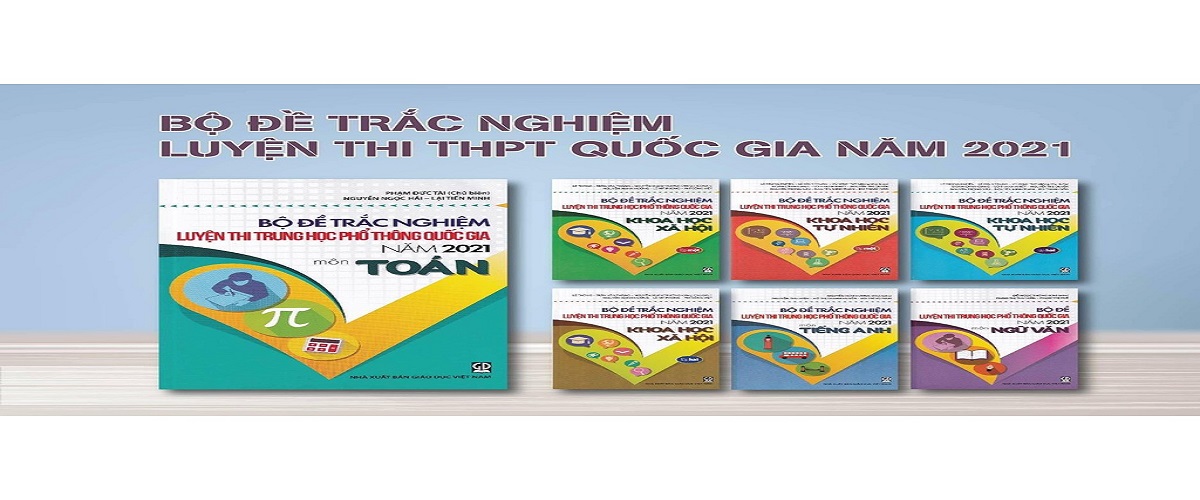 BỘ ĐỀ TRẮC NGHIỆM
LUYỆN THI THPT QUỐC GIA NĂM 2021
PHẠM ĐỨC TÀI (Chủ biên)
NGUYỄN NGỌC HẢI – LẠI TIẾN MINH
BỘ ĐỀ TRẮC NGHIỆM
LUYỆN THI TRUNG HỌC PHỔ THÔNG QUỐC GIA
NĂM 2021
môn TOÁN
π
NHÀ XUẤT BẢN GIÁO DỤC VIỆT NAM
BỘ ĐỀ TRẮC NGHIỆM
LUYỆN THI TRUNG HỌC PHỔ THÔNG QUỐC GIA
NĂM 2021
KHOA HỌC
XÃ HỘI
BỘ ĐỀ TRẮC NGHIỆM
LUYỆN THI TRUNG HỌC PHỔ THÔNG QUỐC GIA
NĂM 2021
KHOA HỌC
TỰ NHIÊN
BỘ ĐỀ TRẮC NGHIỆM
LUYỆN THI TRUNG HỌC PHỔ THÔNG QUỐC GIA
NĂM 2021
KHOA HỌC
TỰ NHIÊN
BỘ ĐỀ TRẮC NGHIỆM
LUYỆN THI TRUNG HỌC PHỔ THÔNG QUỐC GIA
NĂM 2021
KHOA HỌC
XÃ HỘI
BỘ ĐỀ TRẮC NGHIỆM
LUYỆN THI TRUNG HỌC PHỔ THÔNG QUỐC GIA
NĂM 2021
môn TIẾNG ANH
BỘ ĐỀ
LUYỆN THI TRUNG HỌC PHỔ THÔNG QUỐC GIA
NĂM 2021
môn NGỮ VĂN